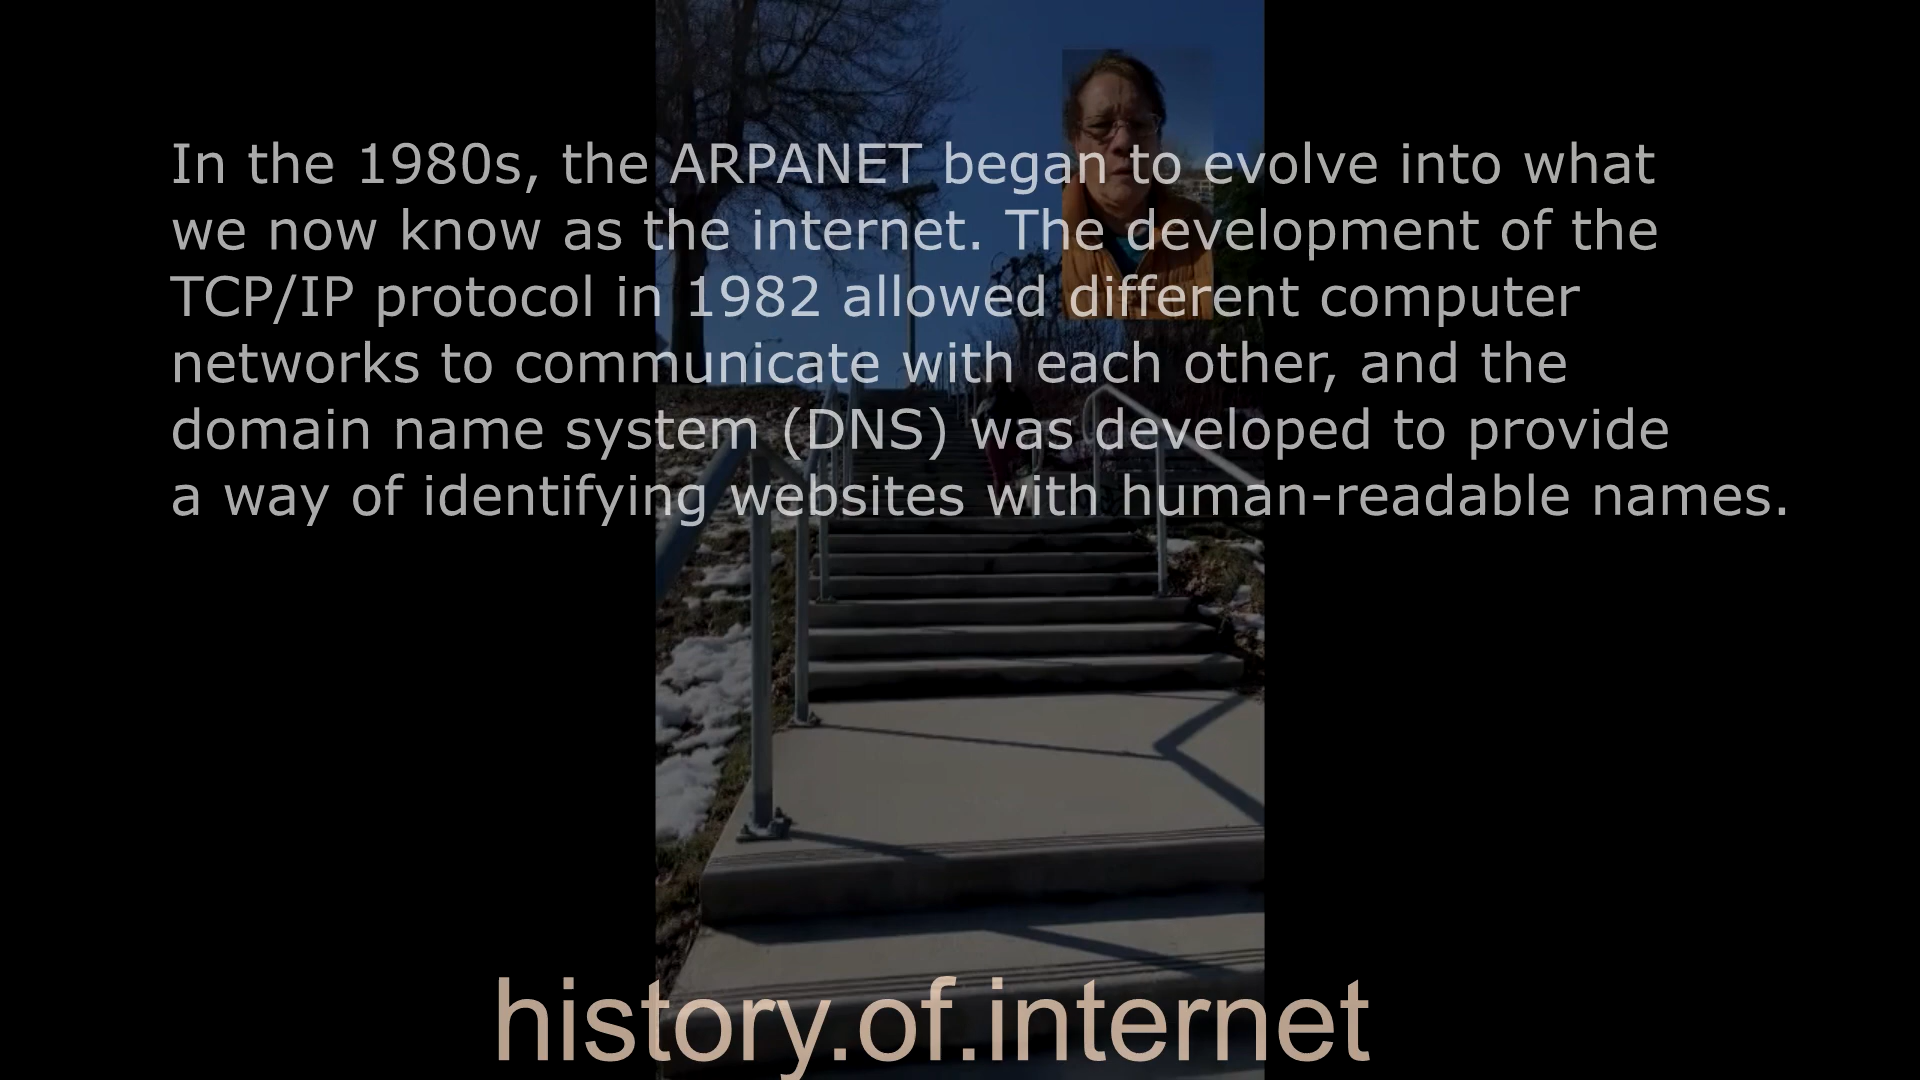 In the 1980s, the ARPANET began to evolve into what
we now know as the internet. The development of the
TCP/IP protocol in 1982 allowed different computer
networks to communicate with each other, and the
domain name system (DNS) was developed to provide
a way of identifying websites with human-readable names.
history.of.internet